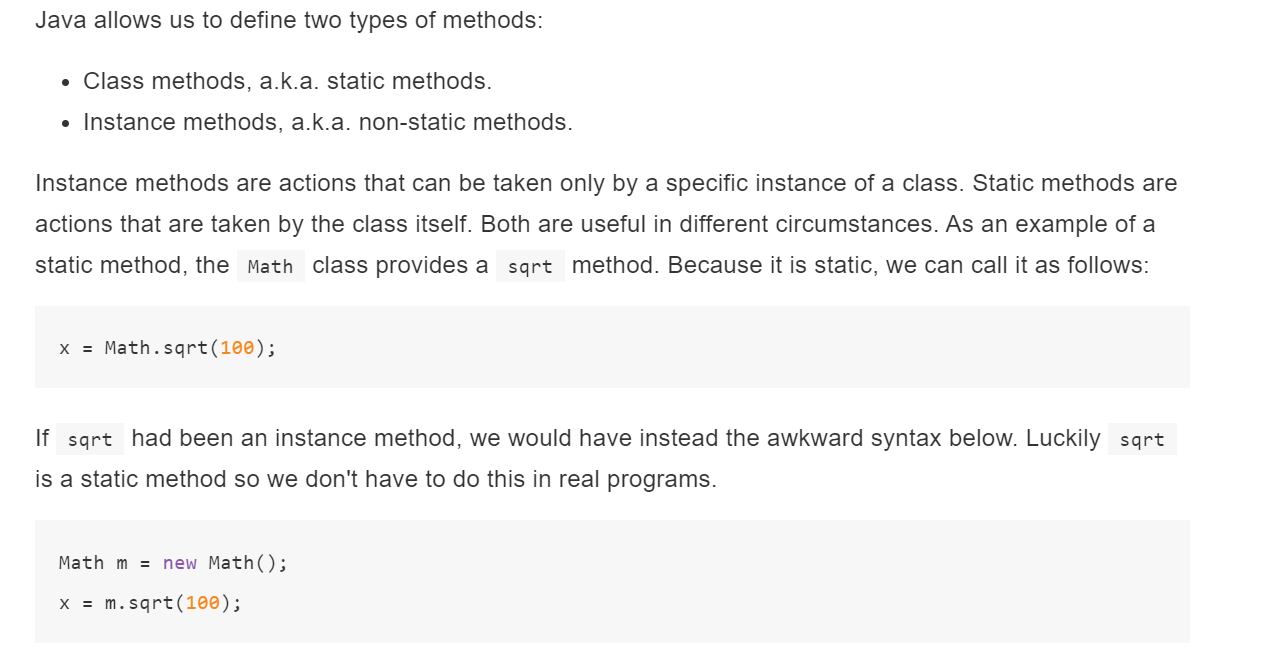 Java allows us to define two types of methods:
• Class methods, a.k.a. static methods.
• Instance methods, a.k.a. non-static methods.
Instance methods are actions that can be taken only by a specific instance of a class. Static methods are
actions that are taken by the class itself. Both are useful in different circumstances. As an example of a
static method, the Math class provides a sqrt method. Because it is static, we can call it as follows:
x = Math.sqrt(100);
If sqrt had been an instance method, we would have instead the awkward syntax below. Luckily sqrt
is a static method so we don't have to do this in real programs.
Math m = new Math();
x = m.sqrt(100);